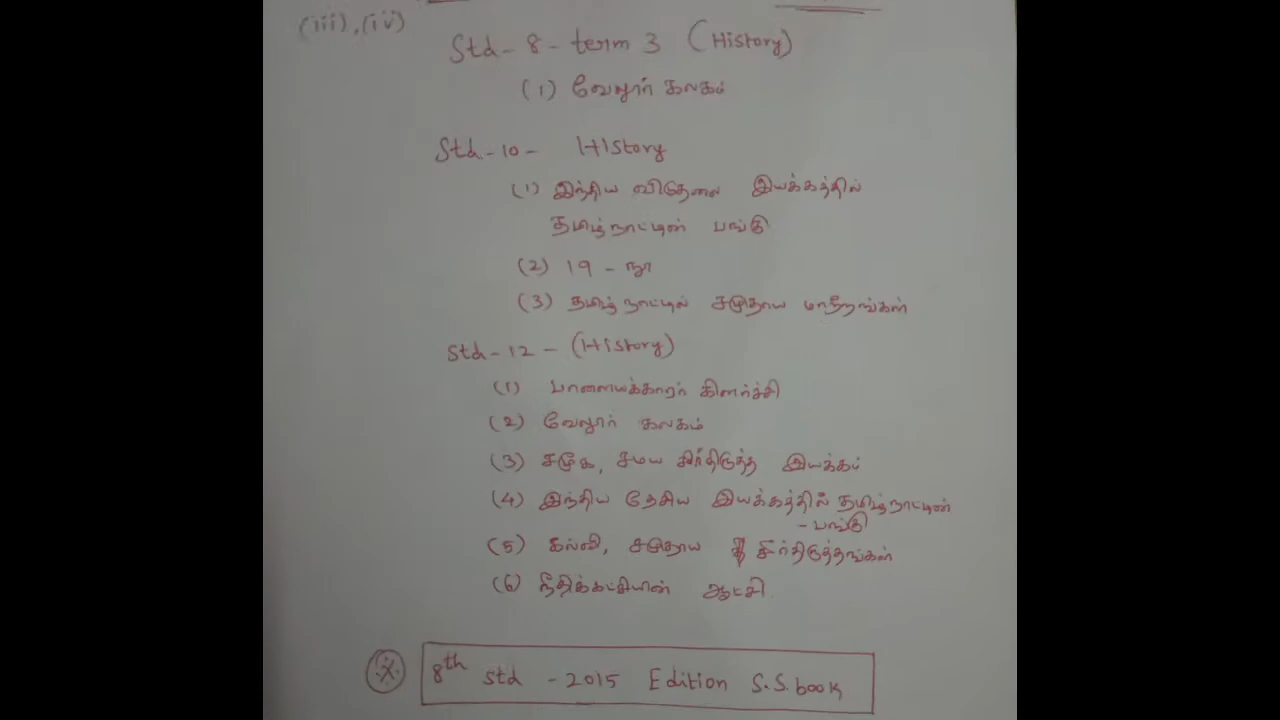 (iii),(iv)
Std - 8 - term 3 (History)
(1) வேலூர் கலகம்
Std - 10 - History
(1) இந்திய விடுதலை இயக்கத்தில்
தமிழ்நாட்டின் பங்கு
(2) 19 - நூ
(3) தமிழ்நாட்டில் சமுதாய மாற்றங்கள்
Std - 12 - (History)
(1) பாளையக்காரர் கிளர்ச்சி
(2) வேலூர் கலகம்
(3) சமூக, சமய சீர்திருத்த இயக்கம்
(4) இந்திய தேசிய இயக்கத்தில் தமிழ்நாட்டின்
- பங்கு
(5) கல்வி, சமுதாய சீர்திருத்தங்கள்
(6) நீதிக்கட்சியின் ஆட்சி
8th std - 2015 Edition S.S.book